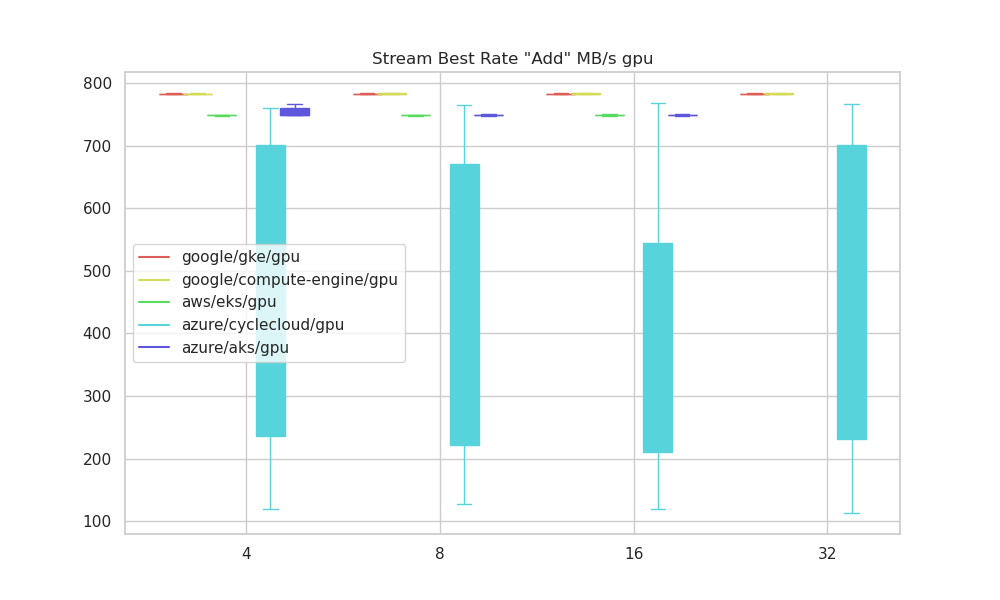 Stream Best Rate "Add" MB/s gpu
800
700
600
500
400
300
200
100
google/gke/gpu
google/compute-engine/gpu
aws/eks/gpu
azure/cyclecloud/gpu
azure/aks/gpu
4 8 16 32